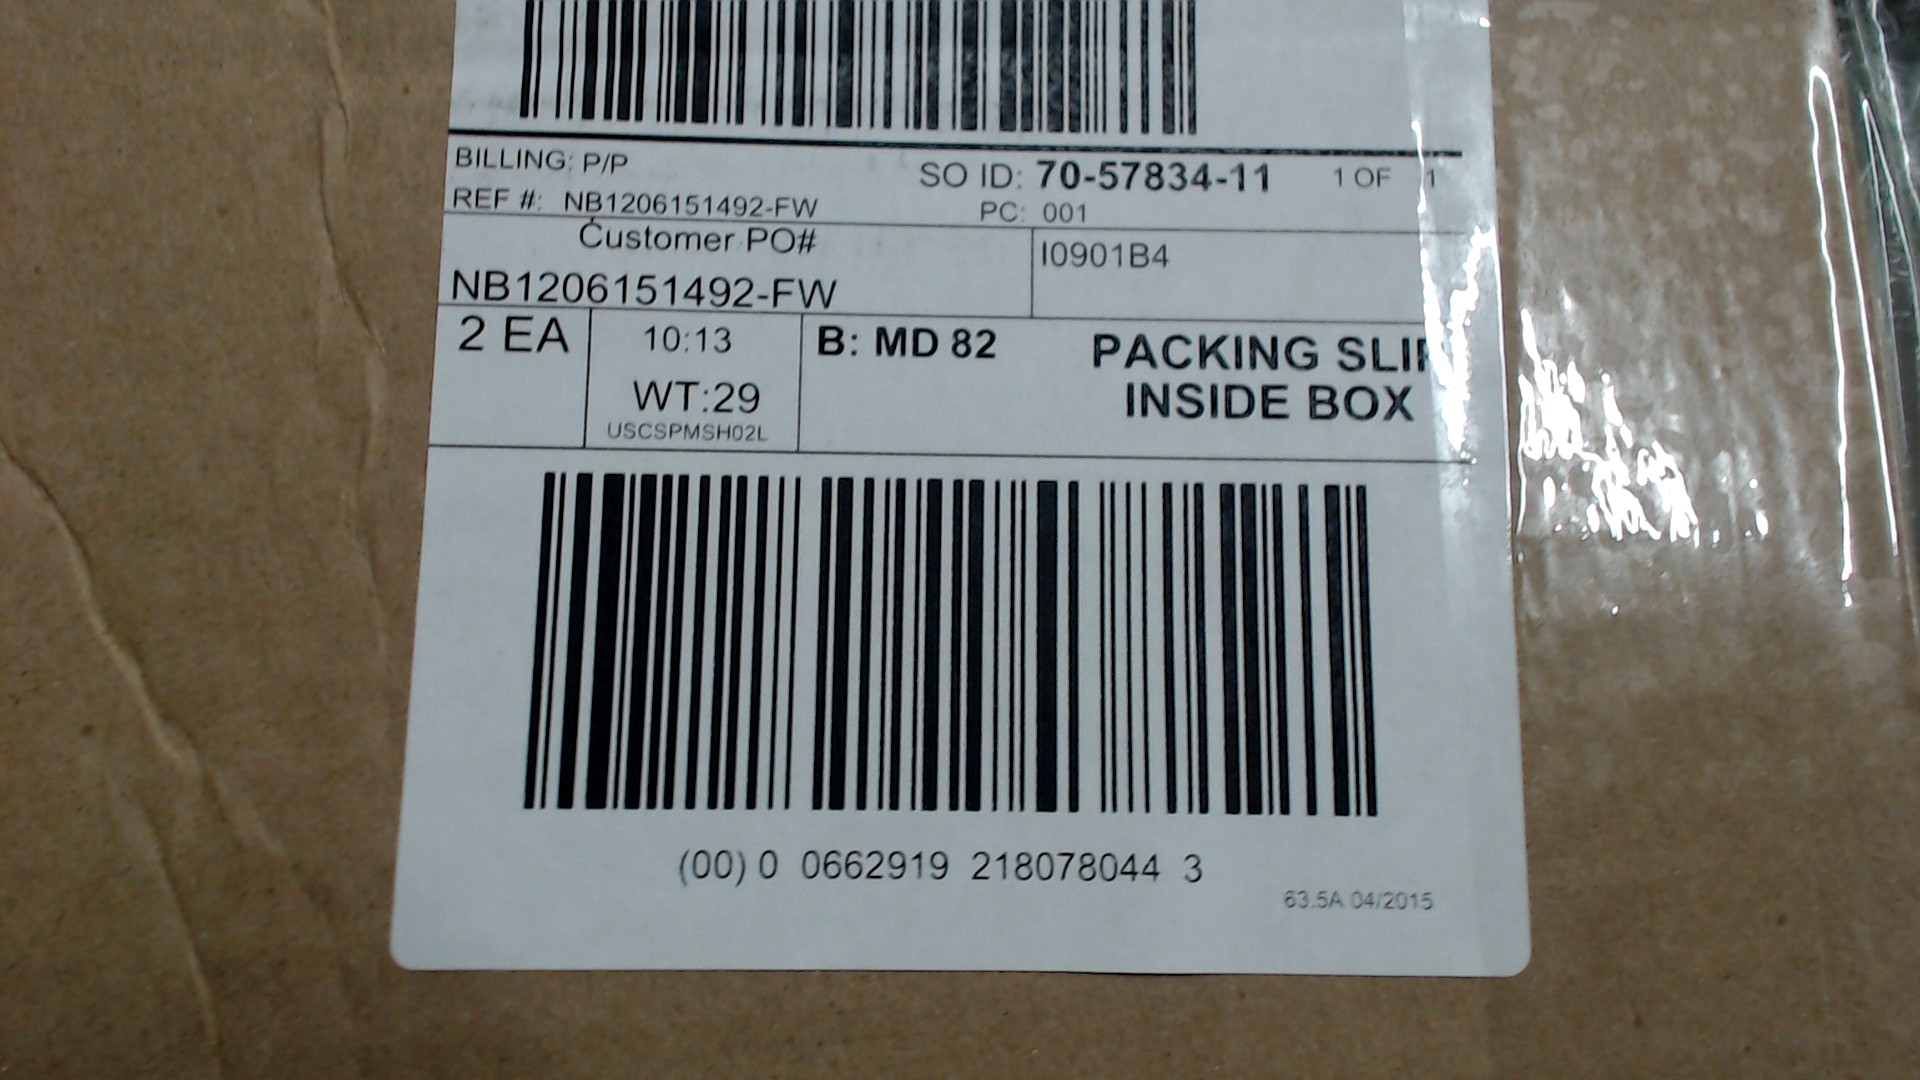 BILLING: P/P
SO ID: 70-57834-11 1 OF 1
REF #: NB1206151492-FW
PC: 001
Customer PO#
I0901B4
NB1206151492-FW
2 EA
10:13
B: MD 82
PACKING SLIP
INSIDE BOX
WT:29
USCSPMSH02L
(00) 0 0662919 218078044 3
63.5A 04/2015